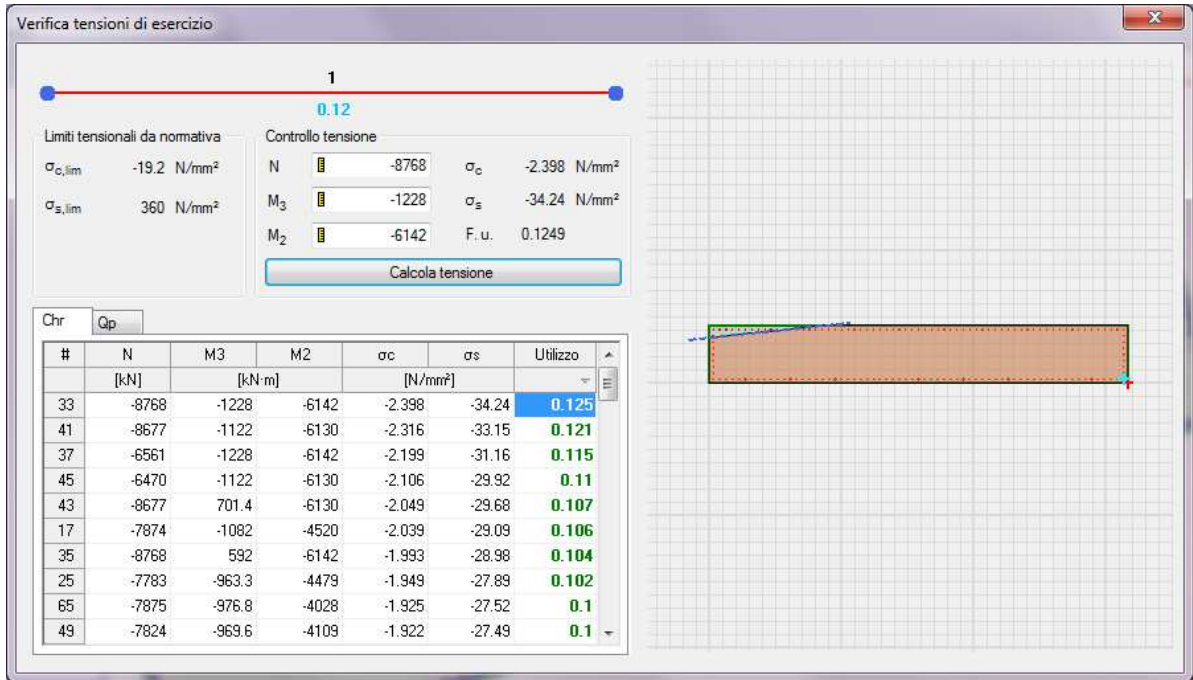 Verifica tensioni di esercizio
1
0.12
Limiti tensionali da normativa
σc,lim -19.2 N/mm²
σs,lim 360 N/mm²
Controllo tensione
N -8768 σc -2.398 N/mm²
M3 -1228 σs -34.24 N/mm²
M2 -6142 F. u. 0.1249
Calcola tensione
Chr Qp
# N M3 M2 σc σs Utilizzo
[kN] [kN·m] [N/mm²]
33 -8768 -1228 -6142 -2.398 -34.24 0.125
41 -8677 -1122 -6130 -2.316 -33.15 0.121
37 -6561 -1228 -6142 -2.199 -31.16 0.115
45 -6470 -1122 -6130 -2.106 -29.92 0.11
43 -8677 701.4 -6130 -2.049 -29.68 0.107
17 -7874 -1082 -4520 -2.039 -29.09 0.106
35 -8768 592 -6142 -1.993 -28.98 0.104
25 -7783 -963.3 -4479 -1.949 -27.89 0.102
65 -7875 -976.8 -4028 -1.925 -27.52 0.1
49 -7824 -969.6 -4109 -1.922 -27.49 0.1